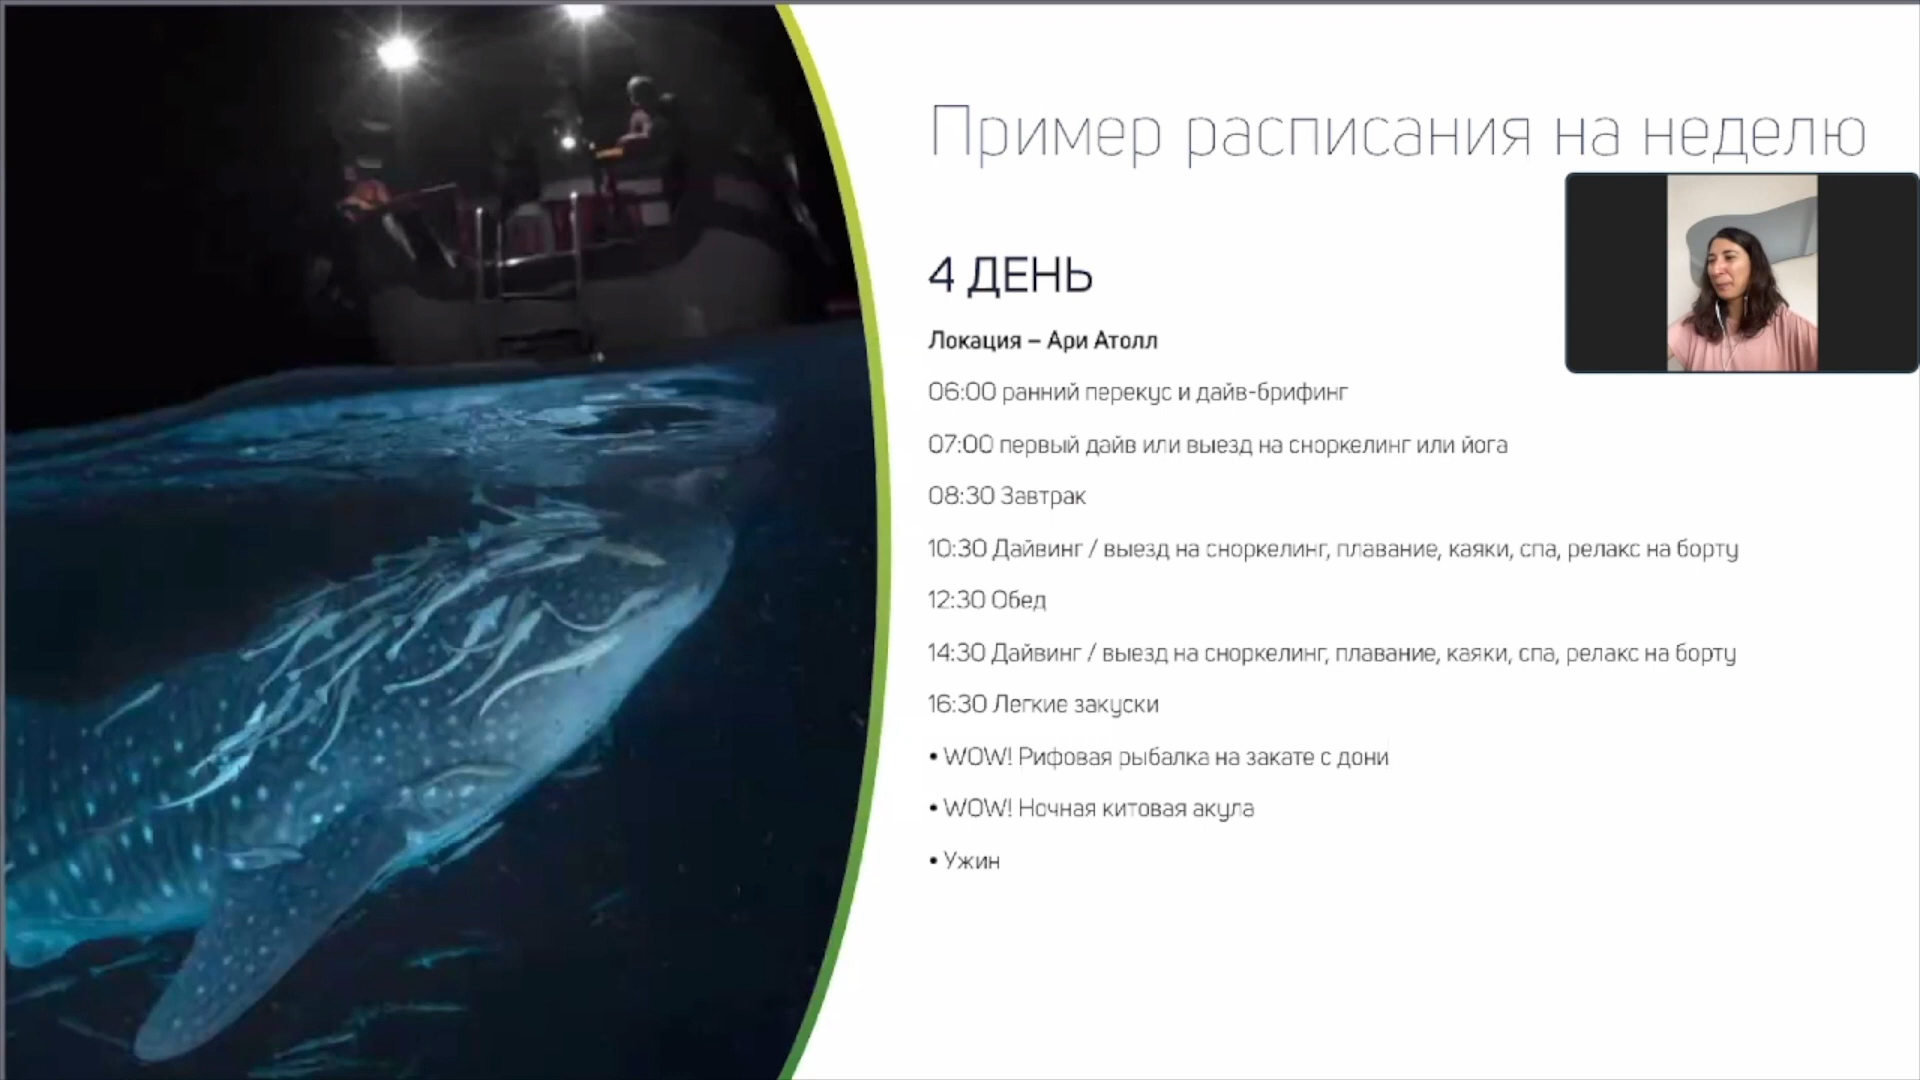 Пример расписания на неделю
4 ДЕНЬ
Локация – Ари Атолл
06:00 ранний перекус и дайв-брифинг
07:00 первый дайв или выезд на сноркелинг или йога
08:30 Завтрак
10:30 Дайвинг / выезд на сноркелинг, плавание, каяки, спа, релакс на борту
12:30 Обед
14:30 Дайвинг / выезд на сноркелинг, плавание, каяки, спа, релакс на борту
16:30 Легкие закуски
• WOW! Рифовая рыбалка на закате с дони
• WOW! Ночная китовая акула
• Ужин